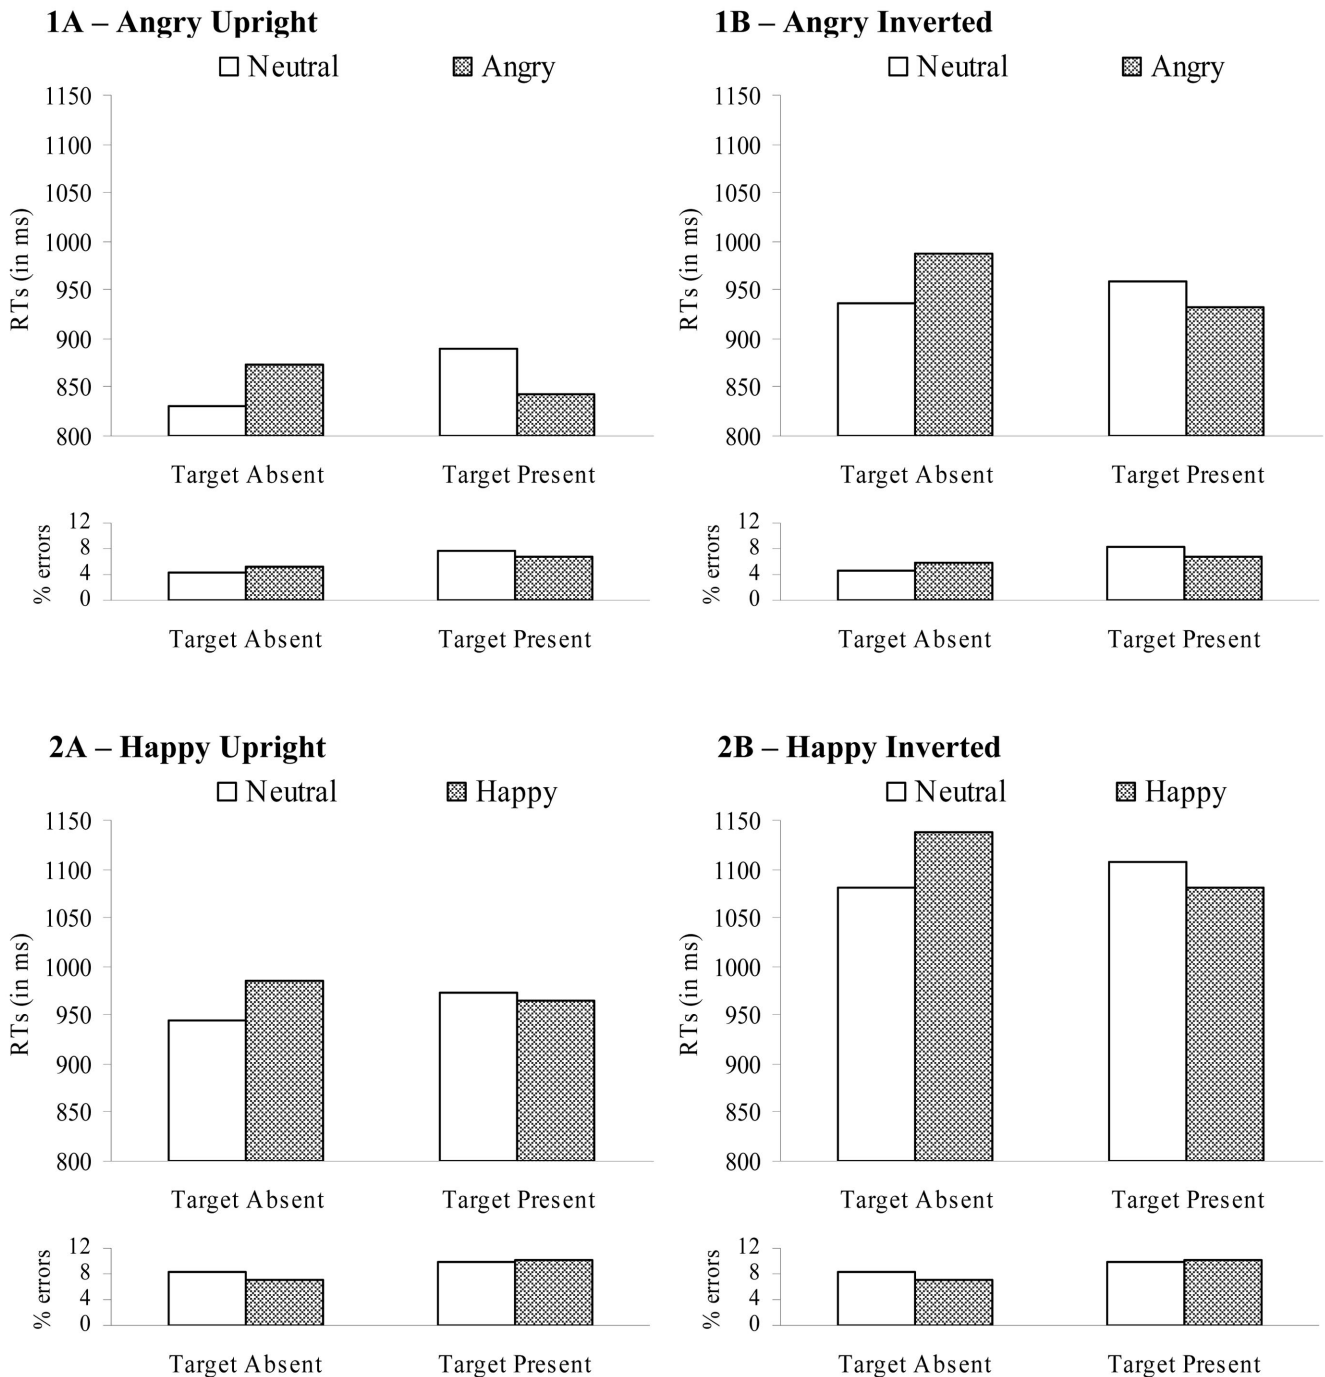 1A – Angry Upright
Neutral Angry
1150
1100
1050
1000
950
900
850
800
RTs (in ms)
Target Absent Target Present
12
8
4
0
% errors
Target Absent Target Present
1B – Angry Inverted
Neutral Angry
1150
1100
1050
1000
950
900
850
800
RTs (in ms)
Target Absent Target Present
12
8
4
0
% errors
Target Absent Target Present
2A – Happy Upright
Neutral Happy
1150
1100
1050
1000
950
900
850
800
RTs (in ms)
Target Absent Target Present
12
8
4
0
% errors
Target Absent Target Present
2B – Happy Inverted
Neutral Happy
1150
1100
1050
1000
950
900
850
800
RTs (in ms)
Target Absent Target Present
12
8
4
0
% errors
Target Absent Target Present